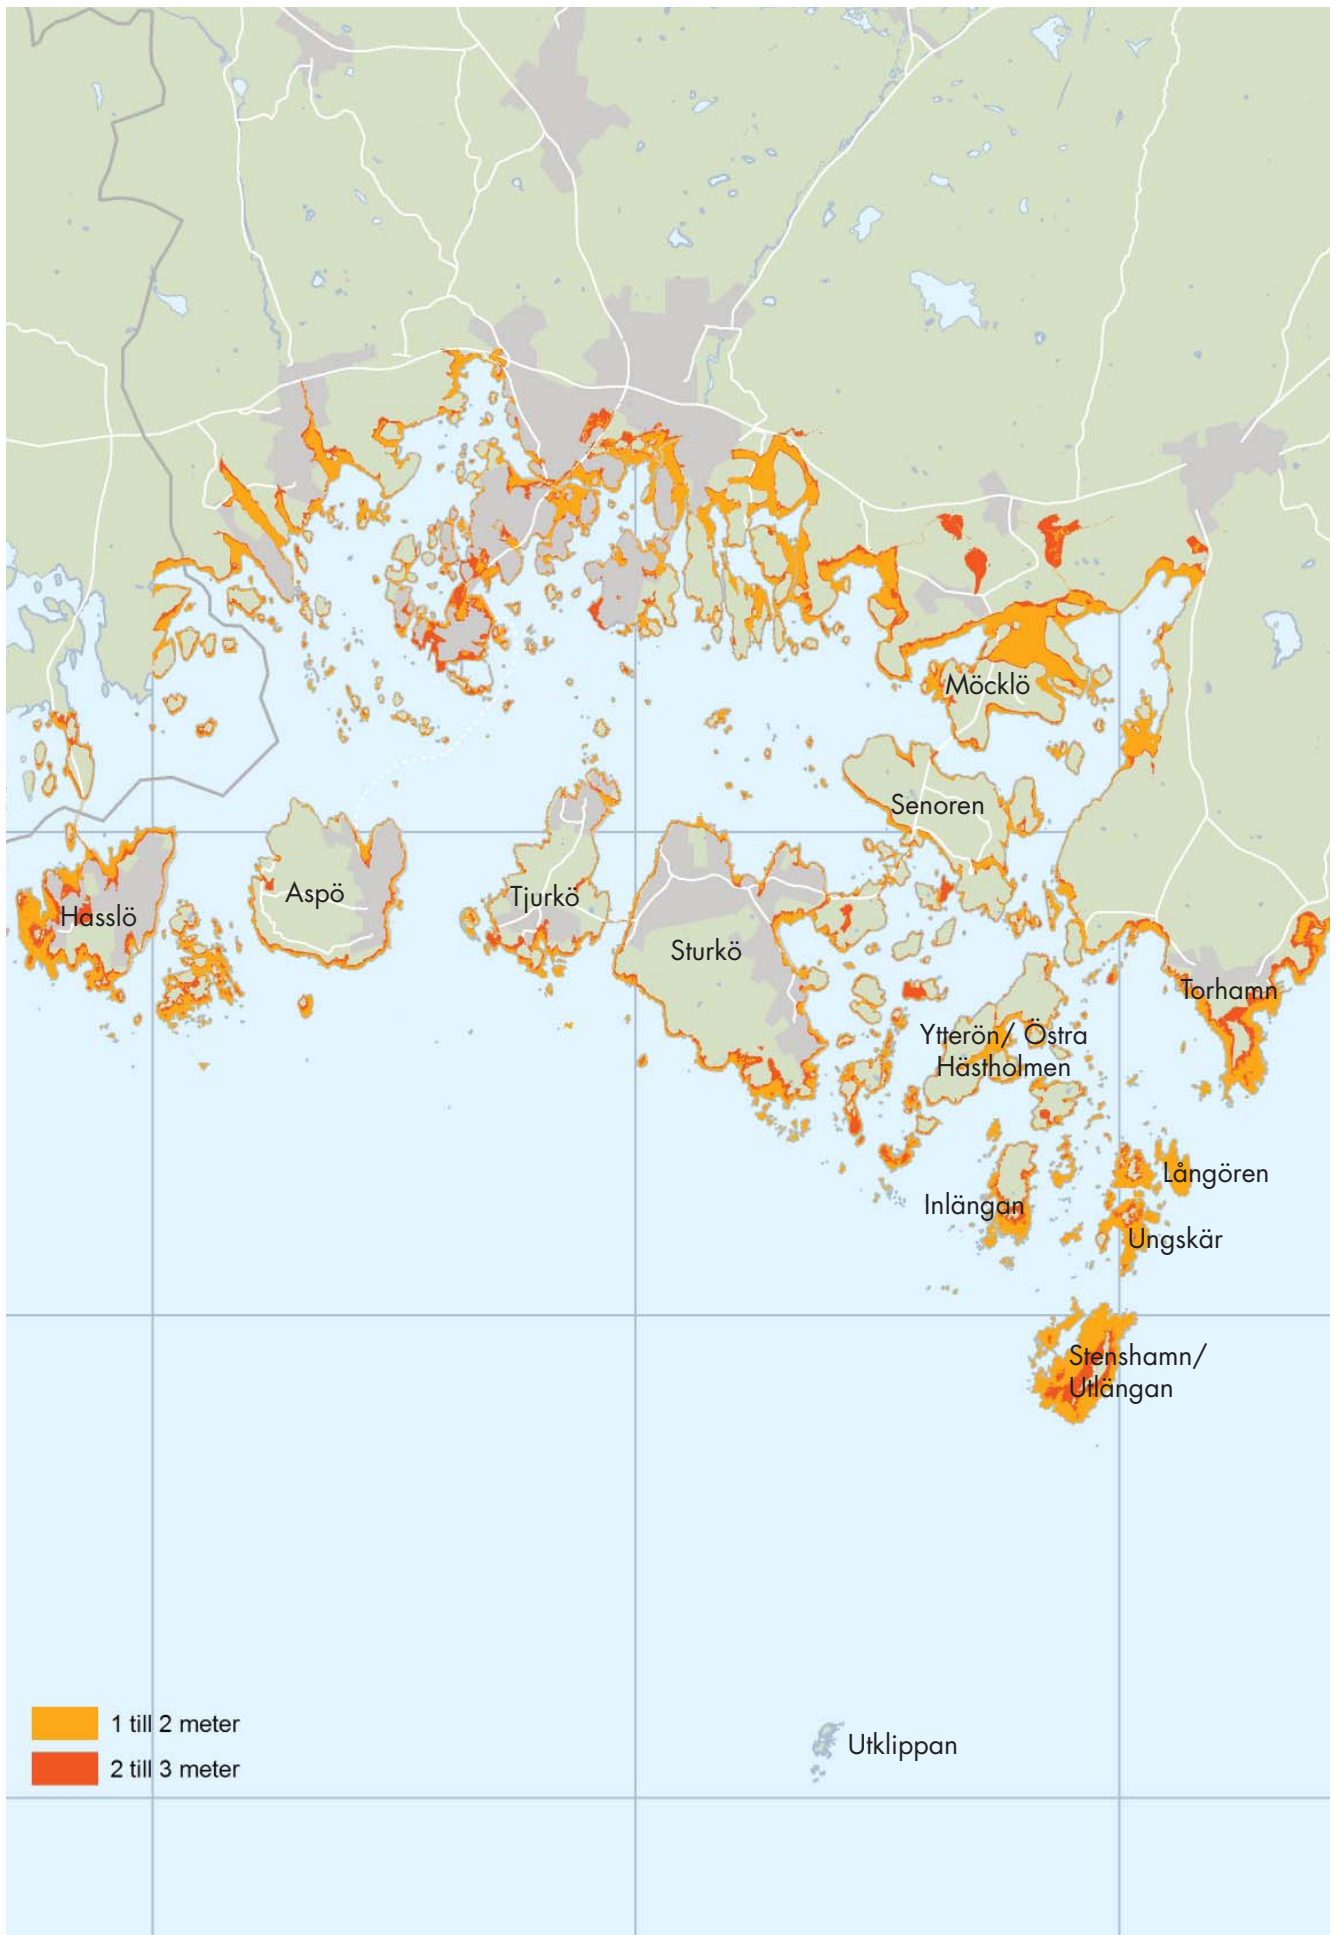 Möcklö
Senoren
Aspö
Tjurkö
Hasslö
Sturkö
Torhamn
Ytterön/ Östra
Hästholmen
Långören
Inlängan
Ungskär
Stenshamn/
Utlängan
1 till 2 meter
Utklippan
2 till 3 meter